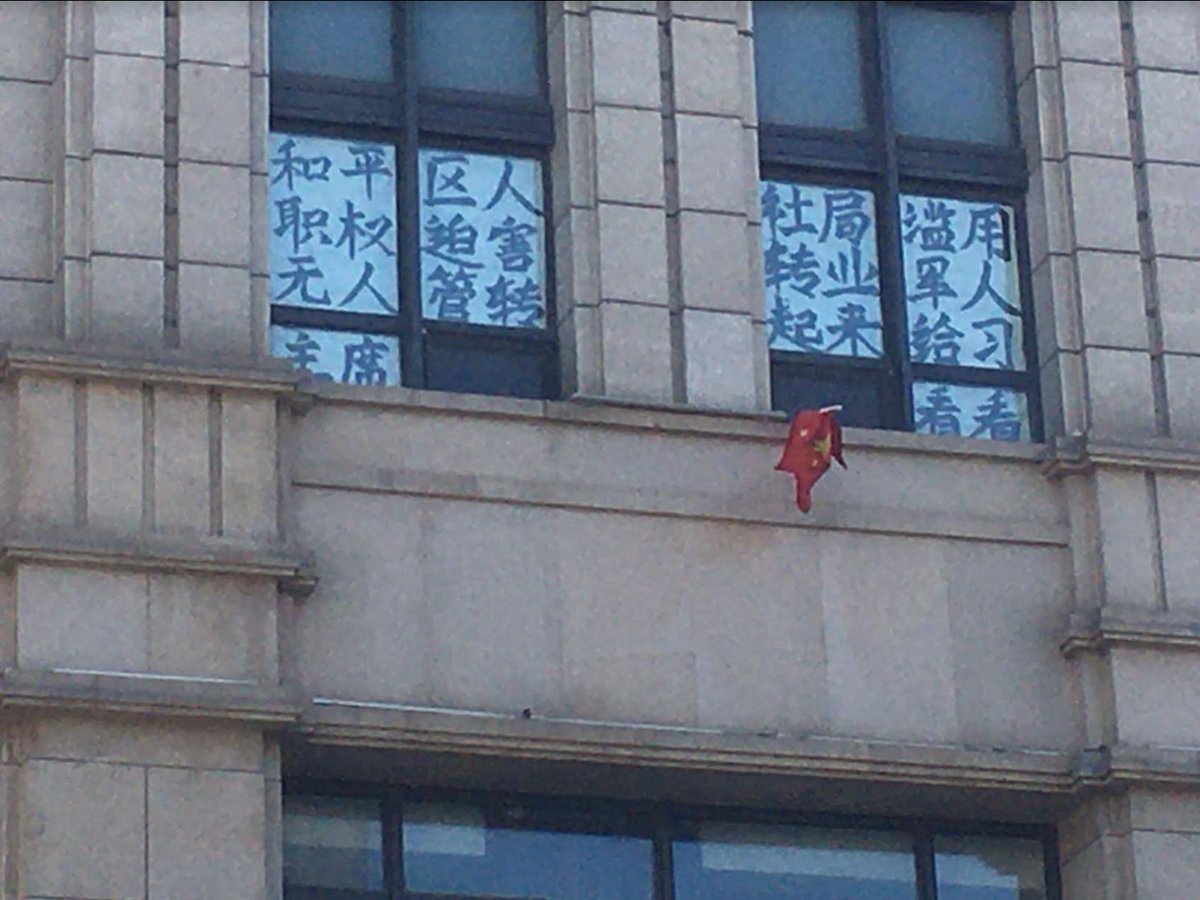 和平区人社局滥用
职权迫害转业军人
无人管转起来给习
主席看看